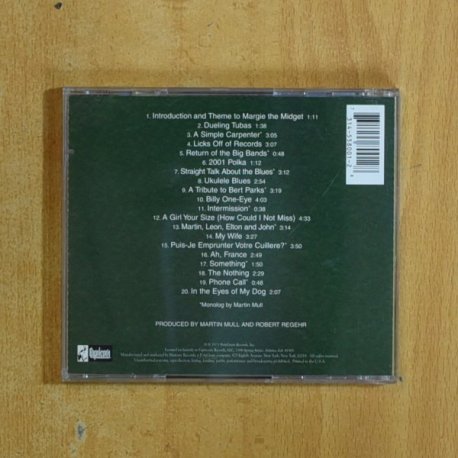 1. Introduction and Theme to Margie the Midget 1:11
2. Dueling Tubas 1:38
3. A Simple Carpenter* 3:05
4. Licks Off of Records 3:07
5. Return of the Big Bands* 0:48
6. 2001 Polka 1:16
7. Straight Talk About the Blues* 1:38
8. Ukulele Blues 2:54
9. A Tribute to Bert Parks* 3:19
10. Billy One-Eye 4:03
11. Intermission* 0:38
12. A Girl Your Size (How Could I Not Miss) 4:33
13. Martin, Leon, Elton and John* 3:14
14. My Wife 3:27
15. Puis-Je Emprunter Votre Cuillere?* 3:50
16. Ah, France 2:49
17. Something* 1:50
18. The Nothing 2:29
19. Phone Call* 0:49
20. In the Eyes of My Dog 2:07
*Monolog by Martin Mull
PRODUCED BY MARTIN MULL AND ROBERT REGEHR
Capricorn